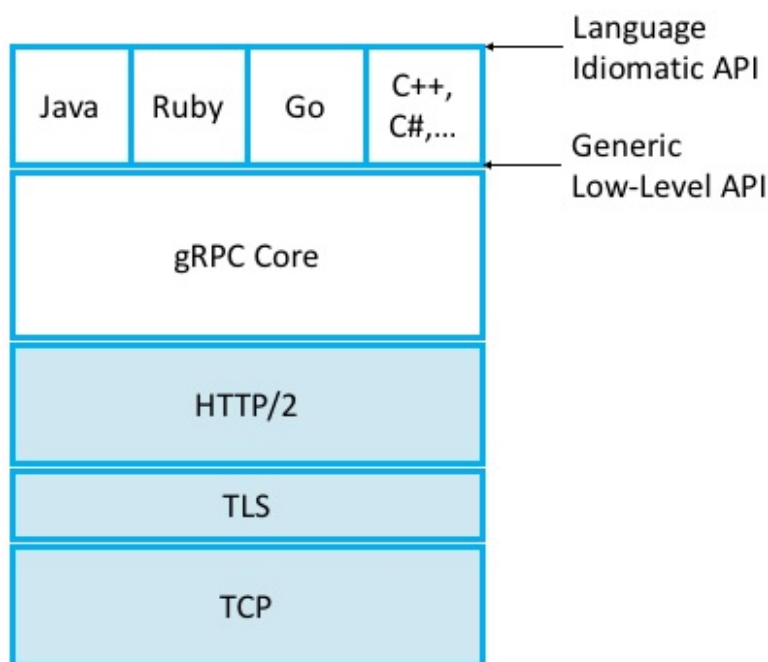 Language
Idiomatic API
Java
Ruby
Go
C++,
C#,...
Generic
Low-Level API
gRPC Core
HTTP/2
TLS
TCP